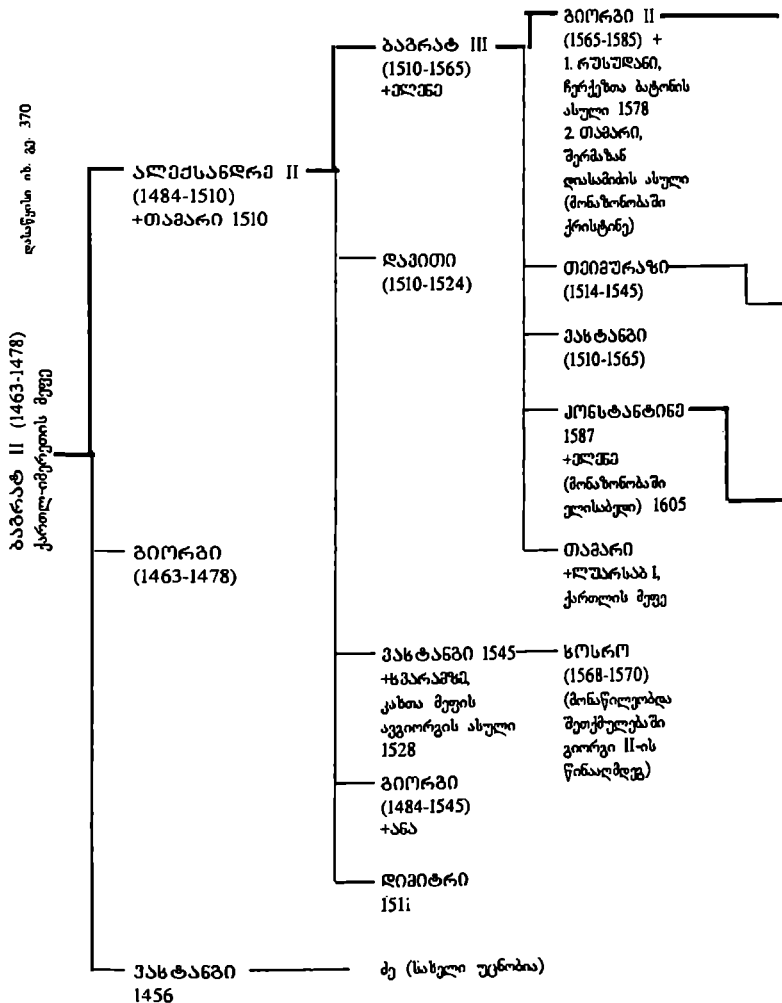 დასაწყისი იხ. გვ. 370
ბაგრატ II (1463-1478)
ქართლ-იმერეთის მეფე
ალექსანდრე II
(1484-1510)
+თამარი 1510
გიორგი
(1463-1478)
ვახტანგი
1456
ბაგრატ III
(1510-1565)
+ელენე
დავითი
(1510-1524)
ვახტანგი 1545
+ხვარამზე,
კახთა მეფის
ავგიორგის ასული
1528
გიორგი
(1484-1545)
+ანა
დიმიტრი
1511
ძე (სახელი უცნობია)
გიორგი II
(1565-1585) +
1. რუსუდანი,
ჩერქეზთა ბატონის
ასული 1578
2. თამარი,
შერმაზან
დიასამიძის ასული
(მონაზონობაში
ქრისტინე)
თეიმურაზი
(1514-1545)
ვახტანგი
(1510-1565)
კონსტანტინე
1587
+ელენე
(მონაზონობაში
ელისაბედი) 1605
თამარი
+ლუარსაბ I,
ქართლის მეფე
ხოსრო
(1568-1570)
(მონაწილეობდა
შეთქმულებაში
გიორგი II-ის
წინააღმდეგ)